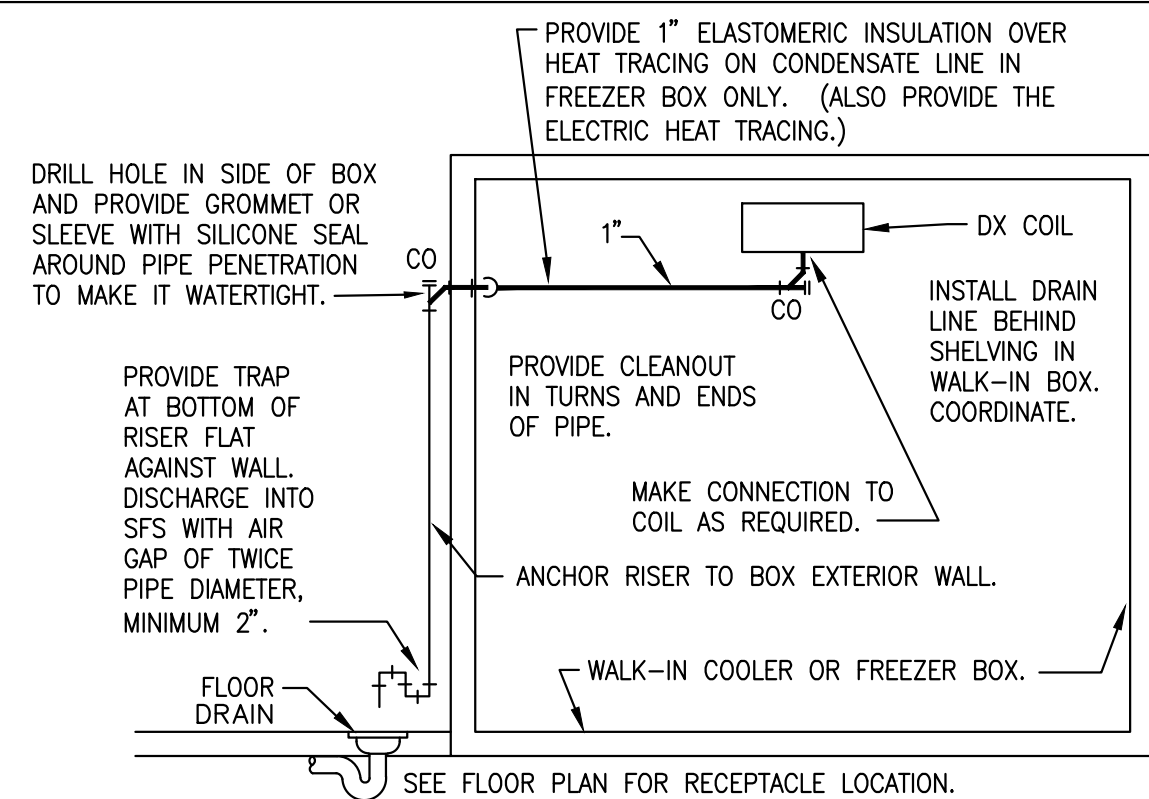 PROVIDE 1” ELASTOMERIC INSULATION OVER
HEAT TRACING ON CONDENSATE LINE IN
FREEZER BOX ONLY. (ALSO PROVIDE THE
ELECTRIC HEAT TRACING.)
DRILL HOLE IN SIDE OF BOX
AND PROVIDE GROMMET OR
SLEEVE WITH SILICONE SEAL
AROUND PIPE PENETRATION
TO MAKE IT WATERTIGHT.
CO
1”
DX COIL
CO
INSTALL DRAIN
LINE BEHIND
SHELVING IN
WALK-IN BOX.
COORDINATE.
PROVIDE CLEANOUT
IN TURNS AND ENDS
OF PIPE.
PROVIDE TRAP
AT BOTTOM OF
RISER FLAT
AGAINST WALL.
DISCHARGE INTO
SFS WITH AIR
GAP OF TWICE
PIPE DIAMETER,
MINIMUM 2”.
MAKE CONNECTION TO
COIL AS REQUIRED.
ANCHOR RISER TO BOX EXTERIOR WALL.
WALK-IN COOLER OR FREEZER BOX.
FLOOR
DRAIN
SEE FLOOR PLAN FOR RECEPTACLE LOCATION.